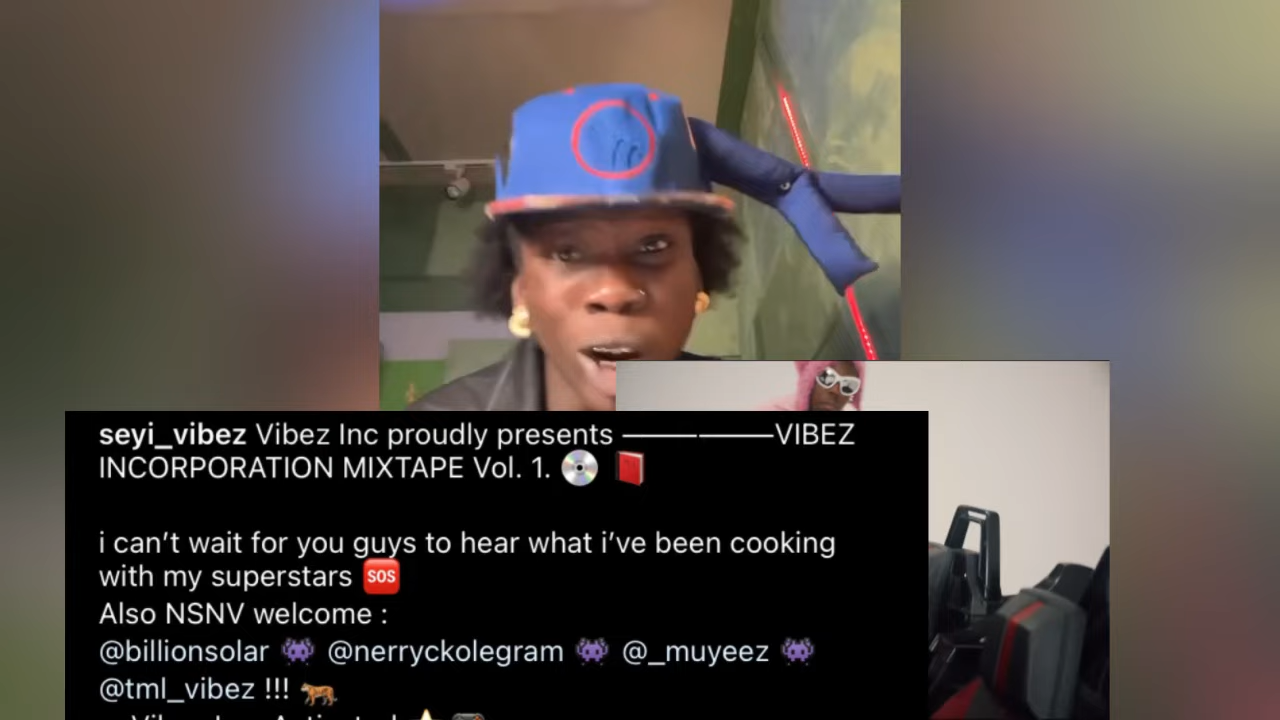 seyi_vibez Vibez Inc proudly presents —————VIBEZ
INCORPORATION MIXTAPE Vol. 1. 💿 📕
i can’t wait for you guys to hear what i’ve been cooking
with my superstars 🆘
Also NSNV welcome :
@billionsolar 👾 @nerryckolegram 👾 @_muyeez 👾
@tml_vibez !!! 🐅